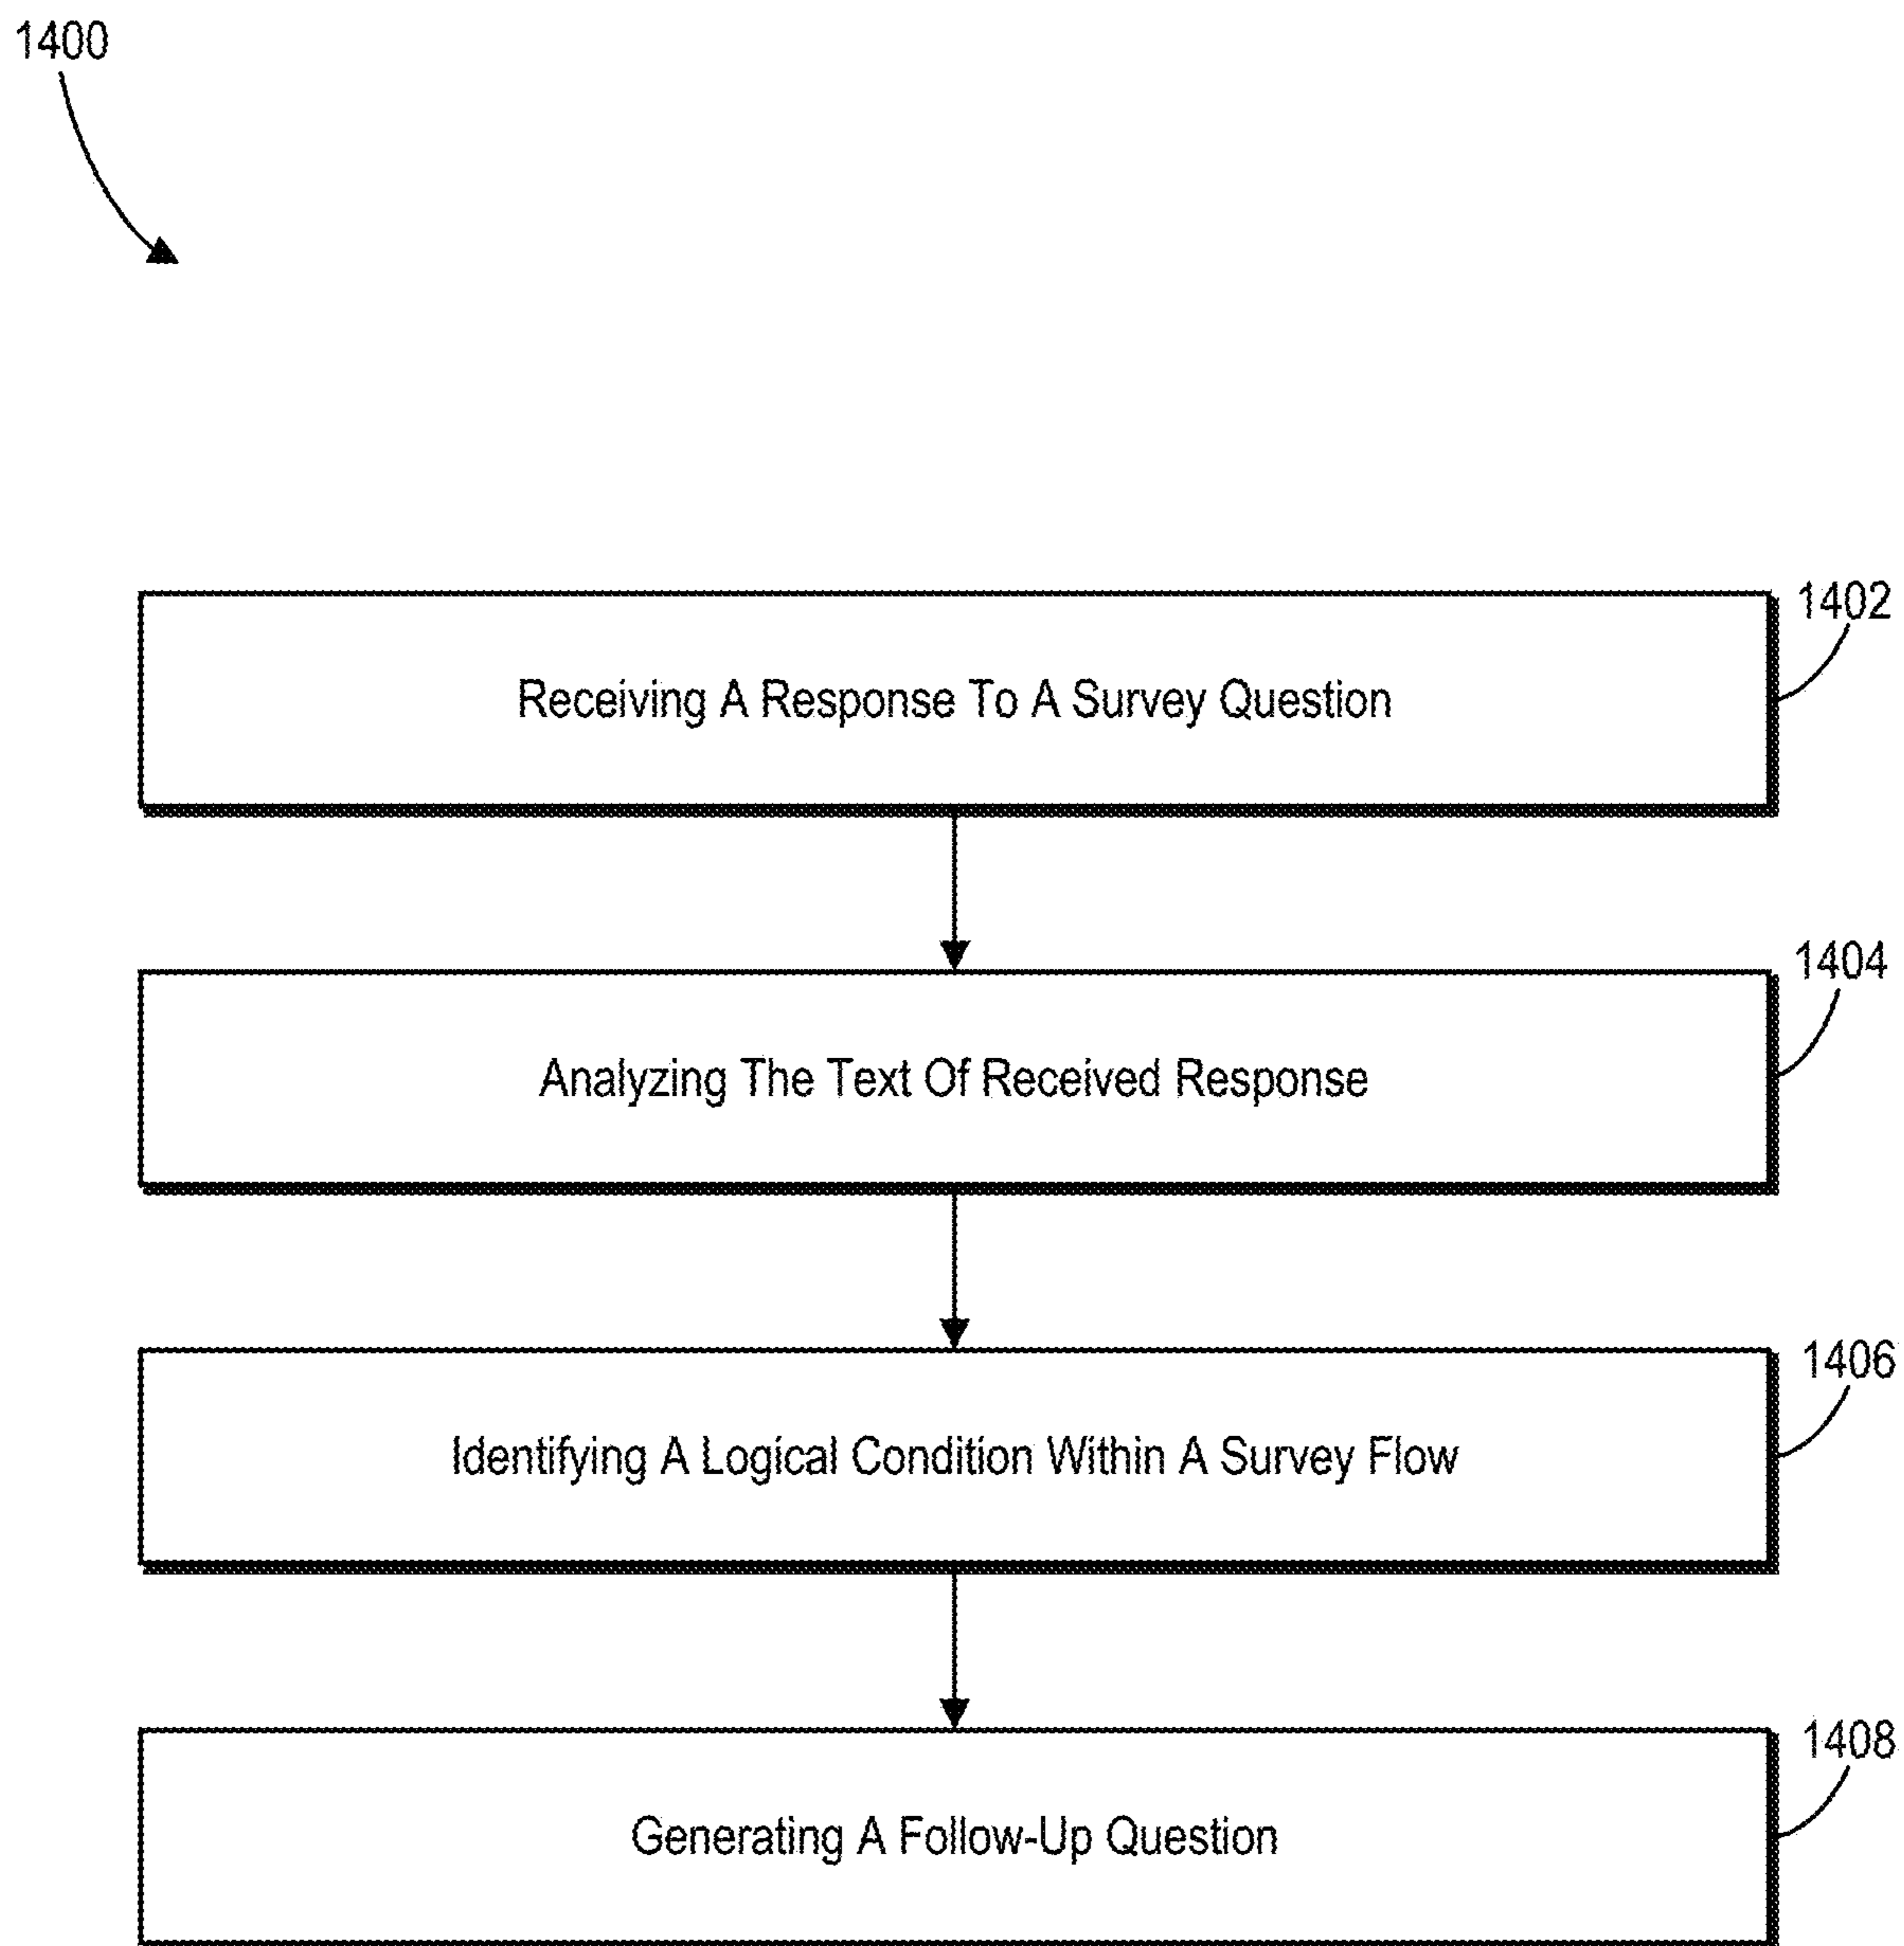 1400
1402
Receiving A Response To A Survey Question
1404
Analyzing The Text Of Received Response
1406
Identifying A Logical Condition Within A Survey Flow
1408
Generating A Follow-Up Question